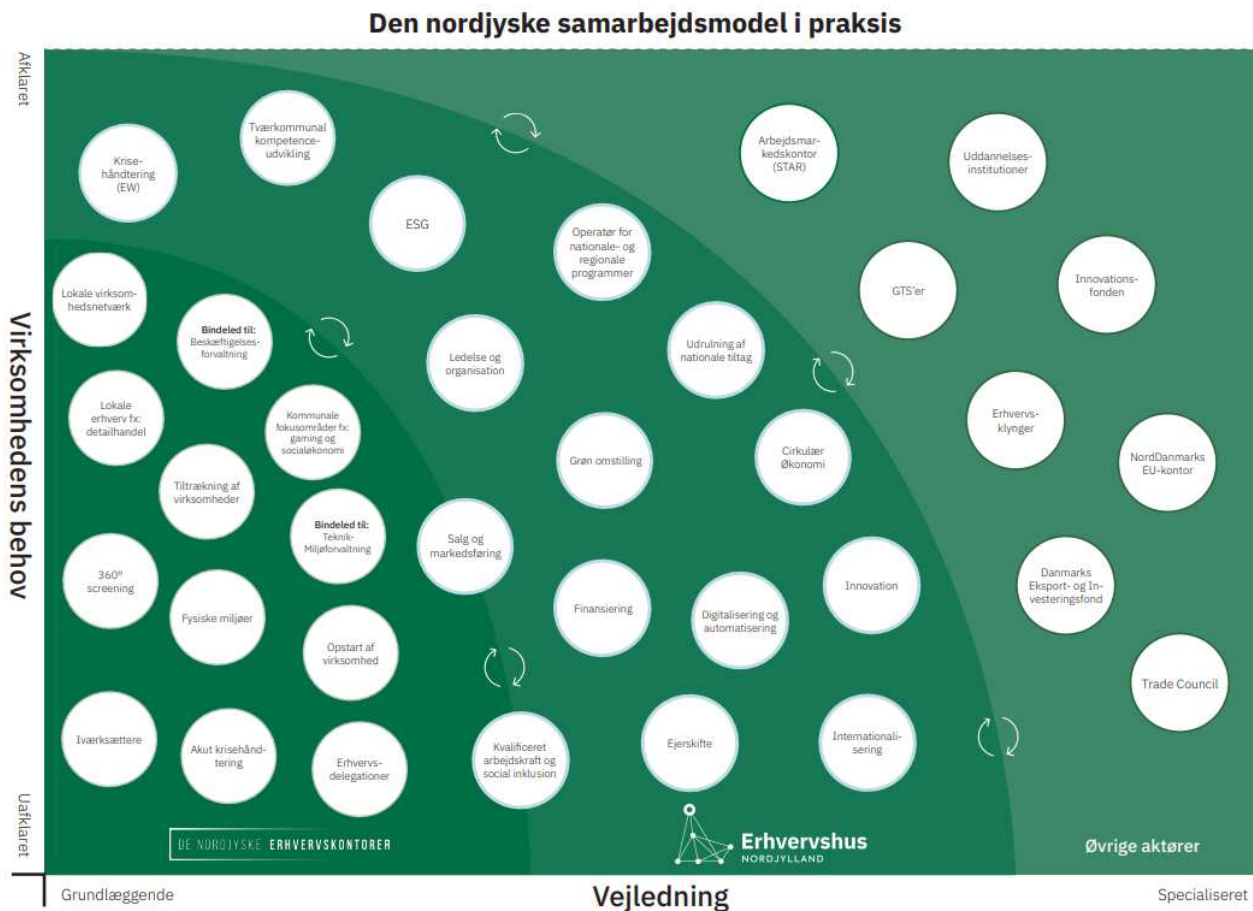 Den nordjyske samarbejdsmodel i praksis
Afklaret
Virksomhedens behov
Uafklaret
Krise-
håndtering
(EW)
Tværkommunal
kompetence-
udvikling
ESG
Operatør for
nationale- og
regionale
programmer
Arbejdsmar-
kedskontor
(STAR)
Uddannelses-
institutioner
Lokale virksom-
hedsnetværk
Bindeled til:
Beskæftigelses-
forvaltning
Ledelse og
organisation
Udrulning af
nationale tiltag
GTS'er
Innovations-
fonden
Lokale
erhverv fx:
detailhandel
Kommunale
fokusområder fx:
gaming og
socialøkonomi
Grøn omstilling
Cirkulær
Økonomi
Erhvervs-
klynger
NordDanmarks
EU-kontor
Tiltrækning af
virksomheder
Bindeled til:
Teknik-
Miljøforvaltning
Salg og
markedsføring
360°
screening
Fysiske miljøer
Opstart af
virksomhed
Finansiering
Digitalisering og
automatisering
Innovation
Danmarks
Eksport- og In-
vesteringsfond
Trade Council
Iværksættere
Akut krisehånd-
tering
Erhvervs-
delegationer
Kvalificeret
arbejdskraft og
social inklusion
Ejerskifte
Internationali-
sering
DE NORDJYSKE ERHVERVSKONTORER
Erhvervshus
NORDJYLLAND
Øvrige aktører
Grundlæggende
Vejledning
Specialiseret